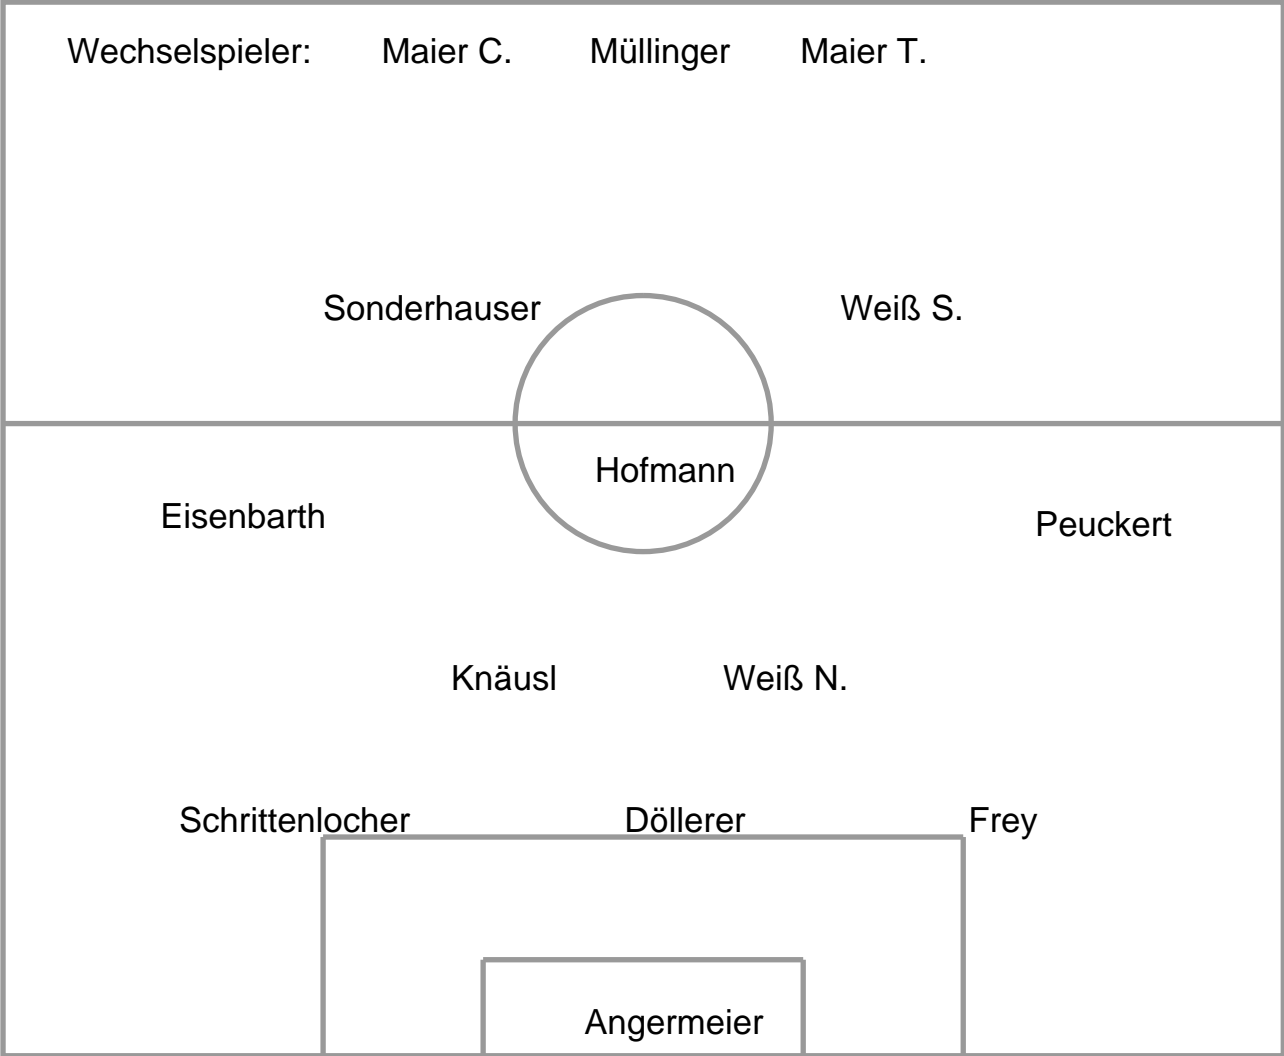 Wechselspieler: Maier C. Müllinger Maier T.
Sonderhauser Weiß S.
Hofmann
Eisenbarth Peuckert
Knäusl Weiß N.
Schrittenlocher Döllerer Frey
Angermeier